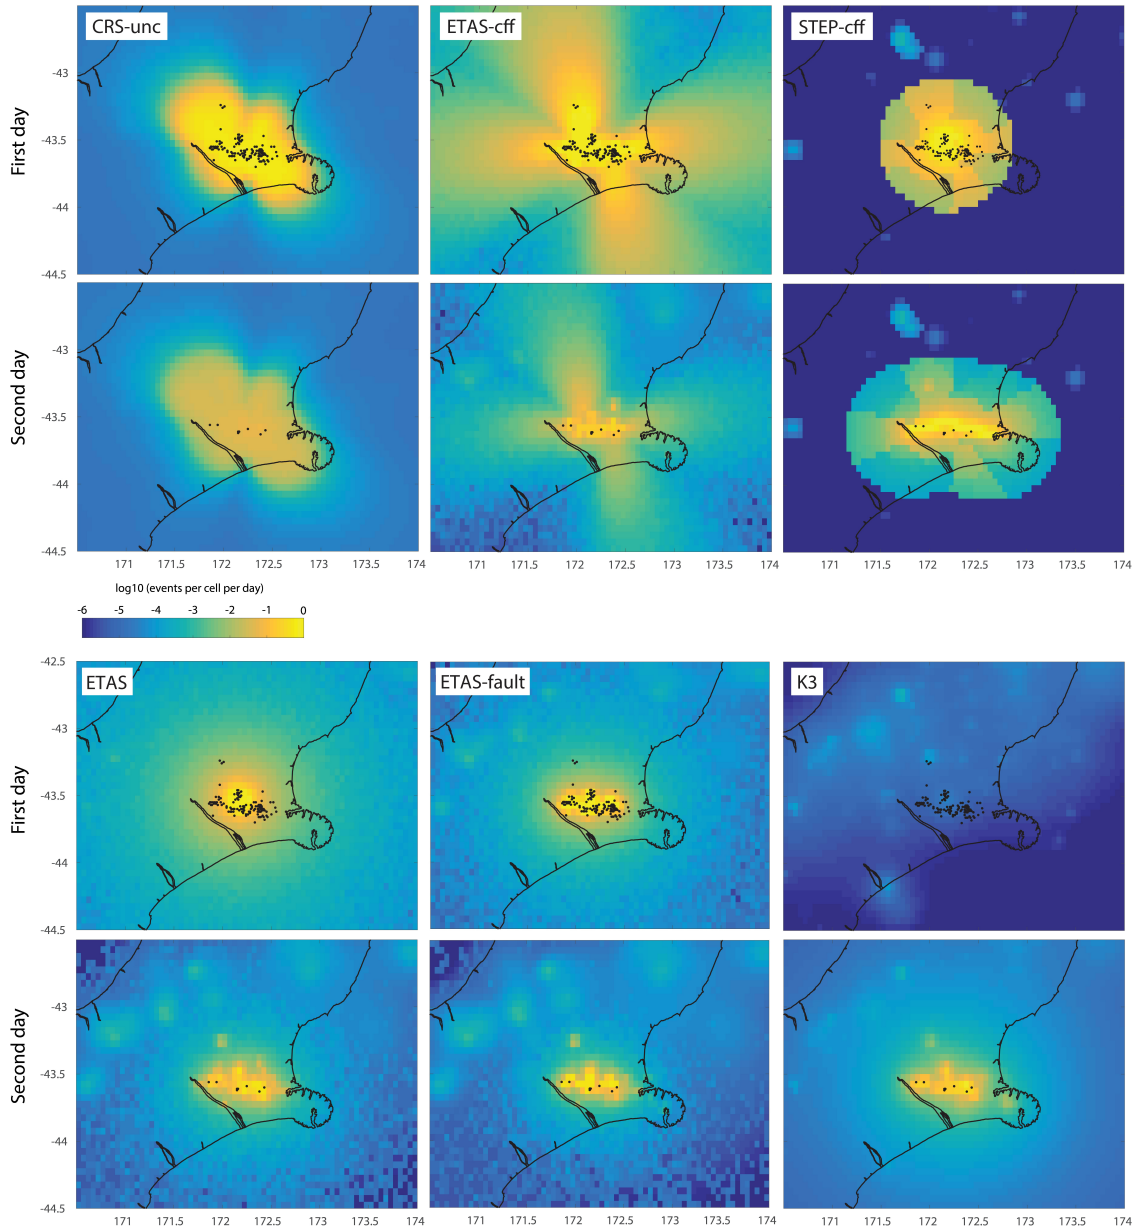 CRS-unc
ETAS-cff
STEP-cff
First day
-43
-43.5
-44
-44.5
Second day
-43
-43.5
-44
-44.5
171 171.5 172 172.5 173 173.5 174
171 171.5 172 172.5 173 173.5 174
171 171.5 172 172.5 173 173.5 174
log10 (events per cell per day)
-6 -5 -4 -3 -2 -1 0
ETAS
ETAS-fault
K3
First day
-42.5
-43
-43.5
-44
-44.5
Second day
-43
-43.5
-44
-44.5
171 171.5 172 172.5 173 173.5 174
171 171.5 172 172.5 173 173.5 174
171 171.5 172 172.5 173 173.5 174